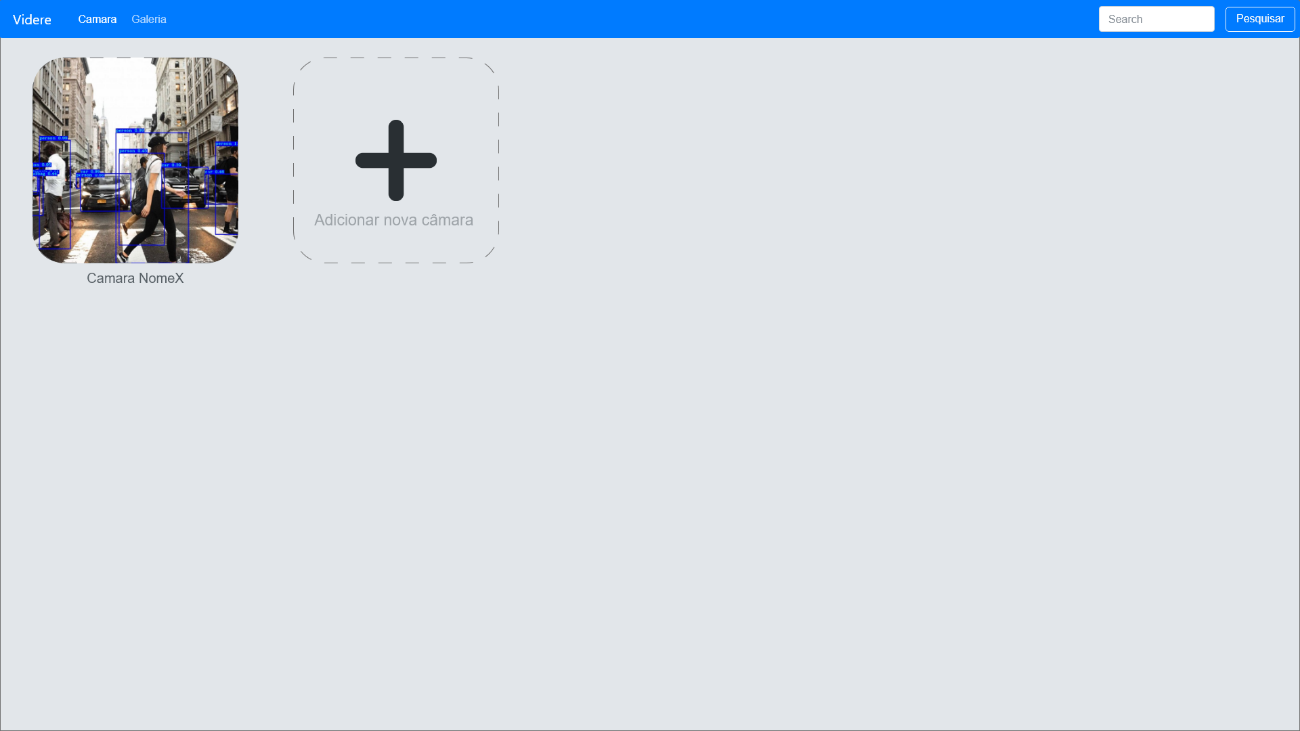 Videre
Camara
Galeria
Search
Pesquisar
Adicionar nova câmara
Camara NomeX